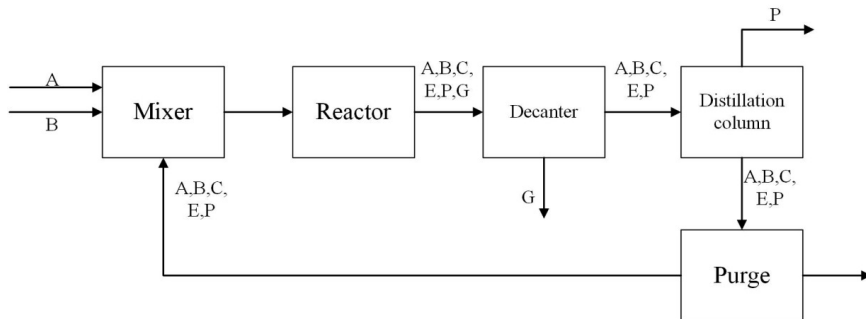 P
A
B
Mixer
Reactor
A,B,C,
E,P,G
Decanter
A,B,C,
E,P
Distillation
column
G
A,B,C,
E,P
A,B,C,
E,P
Purge